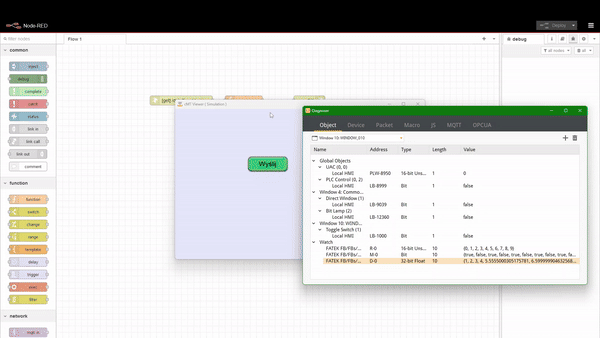 Node-RED
Deploy
filter nodes
Flow 1
debug
all nodes
all
common
inject
debug
complete
catch
status
link in
link call
link out
comment
function
function
switch
change
range
template
delay
trigger
exec
filter
network
mqtt in
cMT Viewer ( Simulation )
Wyślij
Diagnoser
Object Device Packet Macro JS MQTT OPCUA
Window 10: WINDOW_010
Name Address Type Length Value
Global Objects
UAC (0, 0)
Local HMI PLW-8950 16-bit Uns... 1 0
PLC Control (0, 2)
Local HMI LB-8999 Bit 1 false
Window 4: Commo...
Direct Window (1)
Local HMI LB-9039 Bit 1 false
Bit Lamp (2)
Local HMI LB-12360 Bit 1 false
Window 10: WIND...
Toggle Switch (1)
Local HMI LB-1000 Bit 1 false
Watch
FATEK FB/FBs/... R-0 16-bit Uns... 10 {0, 1, 2, 3, 4, 5, 6, 7, 8, 9}
FATEK FB/FBs/... M-0 Bit 10 {true, false, true, false, true, false, true, true, fa...
FATEK FB/FBs/... D-0 32-bit Float 10